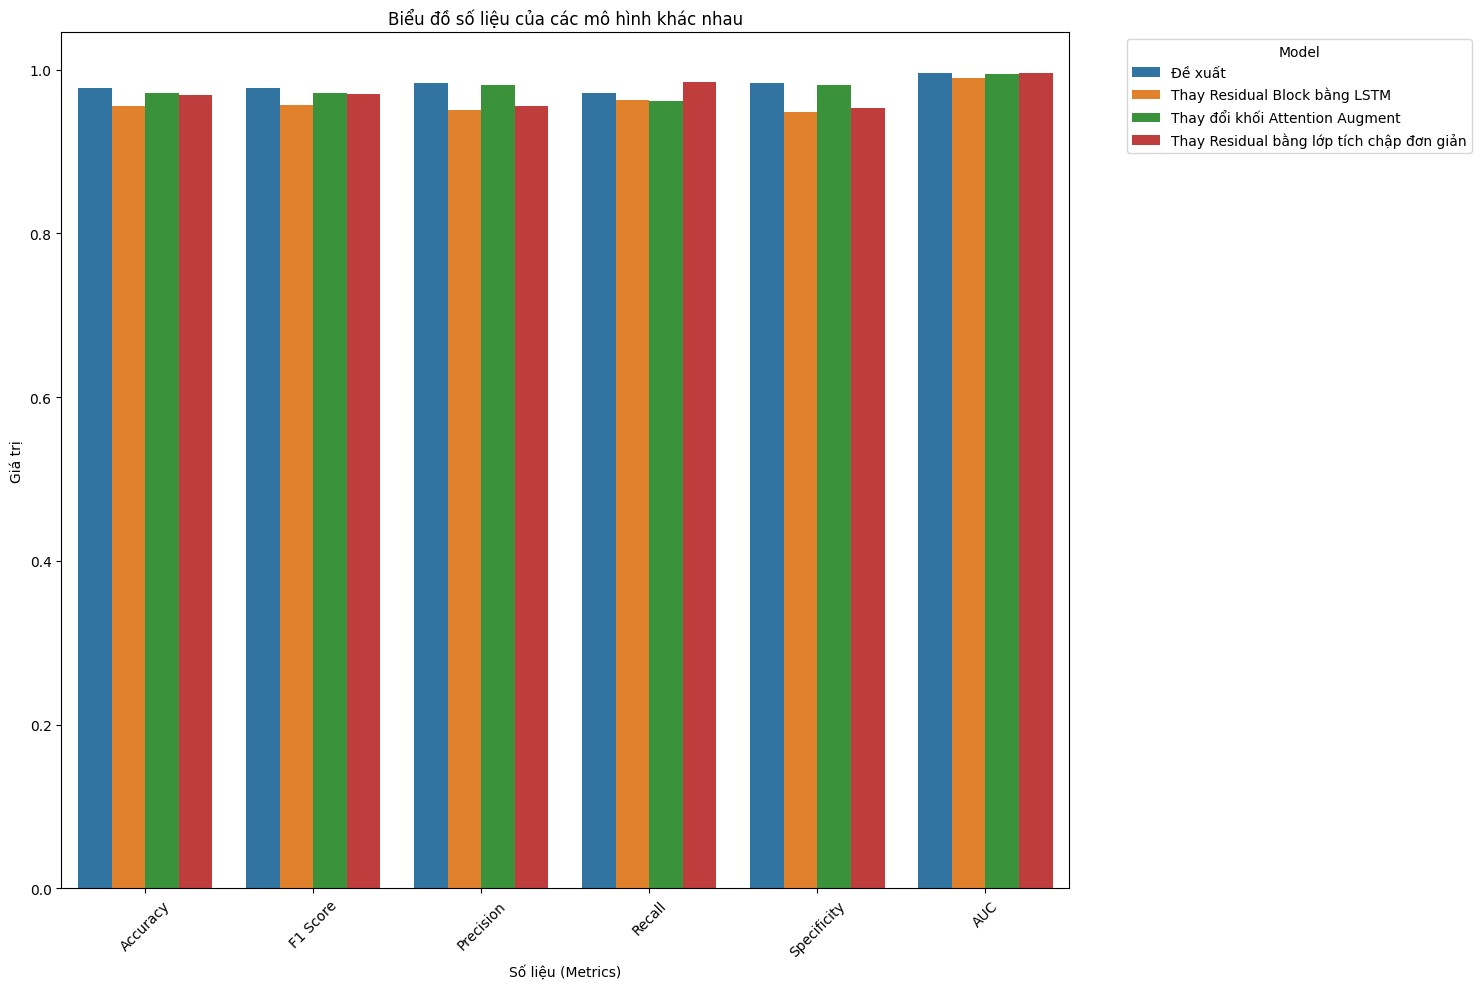 Biểu đồ số liệu của các mô hình khác nhau
Model
Đề xuất
Thay Residual Block bằng LSTM
Thay đổi khối Attention Augment
Thay Residual bằng lớp tích chập đơn giản
Giá trị
1.0
0.8
0.6
0.4
0.2
0.0
Accuracy
F1 Score
Precision
Recall
Specificity
AUC
Số liệu (Metrics)